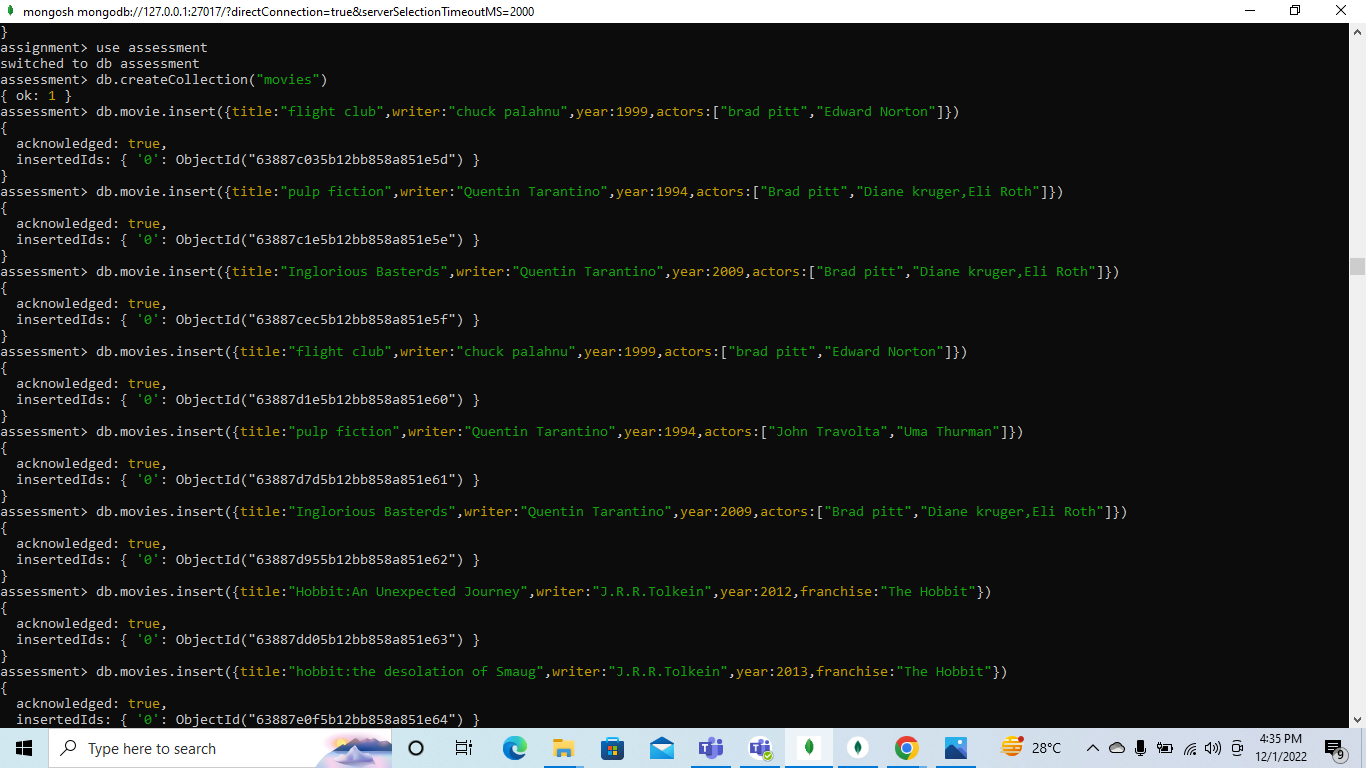 mongosh mongodb://127.0.0.1:27017/?directConnection=true&serverSelectionTimeoutMS=2000
}
assignment> use assessment
switched to db assessment
assessment> db.createCollection("movies")
{ ok: 1 }
assessment> db.movie.insert({title:"flight club",writer:"chuck palahnu",year:1999,actors:["brad pitt","Edward Norton"]})
{
  acknowledged: true,
  insertedIds: { '0': ObjectId("63887c035b12bb858a851e5d") }
}
assessment> db.movie.insert({title:"pulp fiction",writer:"Quentin Tarantino",year:1994,actors:["Brad pitt","Diane kruger,Eli Roth"]})
{
  acknowledged: true,
  insertedIds: { '0': ObjectId("63887c1e5b12bb858a851e5e") }
}
assessment> db.movie.insert({title:"Inglorious Basterds",writer:"Quentin Tarantino",year:2009,actors:["Brad pitt","Diane kruger,Eli Roth"]})
{
  acknowledged: true,
  insertedIds: { '0': ObjectId("63887cec5b12bb858a851e5f") }
}
assessment> db.movies.insert({title:"flight club",writer:"chuck palahnu",year:1999,actors:["brad pitt","Edward Norton"]})
{
  acknowledged: true,
  insertedIds: { '0': ObjectId("63887d1e5b12bb858a851e60") }
}
assessment> db.movies.insert({title:"pulp fiction",writer:"Quentin Tarantino",year:1994,actors:["John Travolta","Uma Thurman"]})
{
  acknowledged: true,
  insertedIds: { '0': ObjectId("63887d7d5b12bb858a851e61") }
}
assessment> db.movies.insert({title:"Inglorious Basterds",writer:"Quentin Tarantino",year:2009,actors:["Brad pitt","Diane kruger,Eli Roth"]})
{
  acknowledged: true,
  insertedIds: { '0': ObjectId("63887d955b12bb858a851e62") }
}
assessment> db.movies.insert({title:"Hobbit:An Unexpected Journey",writer:"J.R.R.Tolkein",year:2012,franchise:"The Hobbit"})
{
  acknowledged: true,
  insertedIds: { '0': ObjectId("63887dd05b12bb858a851e63") }
}
assessment> db.movies.insert({title:"hobbit:the desolation of Smaug",writer:"J.R.R.Tolkein",year:2013,franchise:"The Hobbit"})
{
  acknowledged: true,
  insertedIds: { '0': ObjectId("63887e0f5b12bb858a851e64") }
Type here to search
28°C
4:35 PM
12/1/2022
9